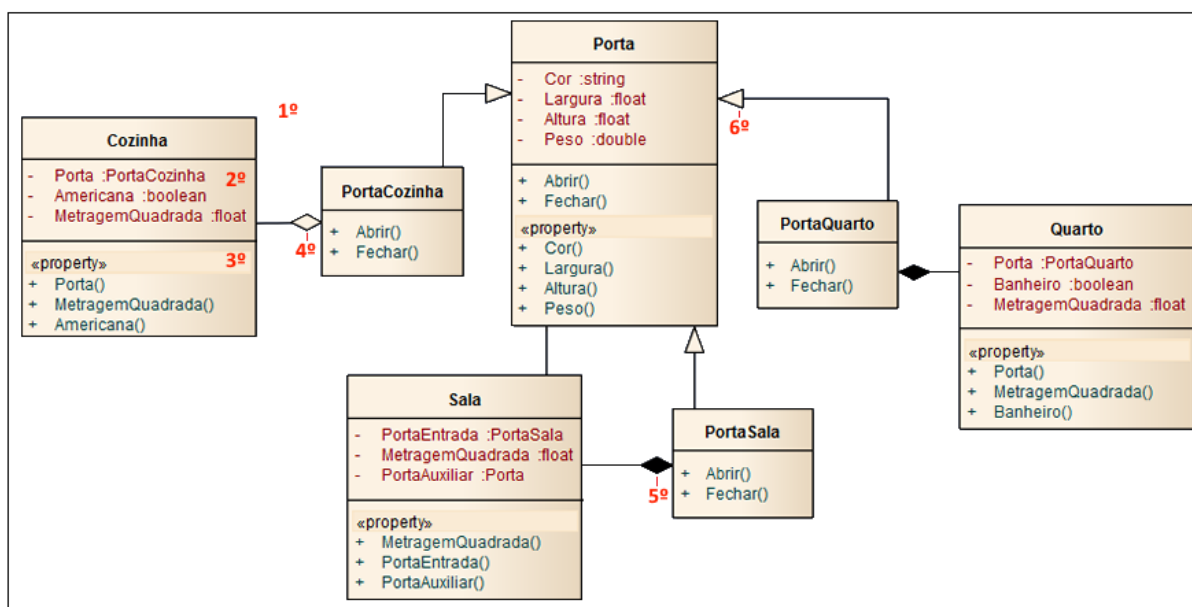 Porta
- Cor :string
- Largura :float
- Altura :float
- Peso :double
+ Abrir()
+ Fechar()
«property»
+ Cor()
+ Largura()
+ Altura()
+ Peso()
1º
Cozinha
- Porta :PortaCozinha
2º
- Americana :boolean
- MetragemQuadrada :float
«property»
3º
+ Porta()
+ MetragemQuadrada()
+ Americana()
4º
PortaCozinha
+ Abrir()
+ Fechar()
6º
PortaQuarto
+ Abrir()
+ Fechar()
Quarto
- Porta :PortaQuarto
- Banheiro :boolean
- MetragemQuadrada :float
«property»
+ Porta()
+ MetragemQuadrada()
+ Banheiro()
Sala
- PortaEntrada :PortaSala
- MetragemQuadrada :float
- PortaAuxiliar :Porta
«property»
+ MetragemQuadrada()
+ PortaEntrada()
+ PortaAuxiliar()
5º
PortaSala
+ Abrir()
+ Fechar()